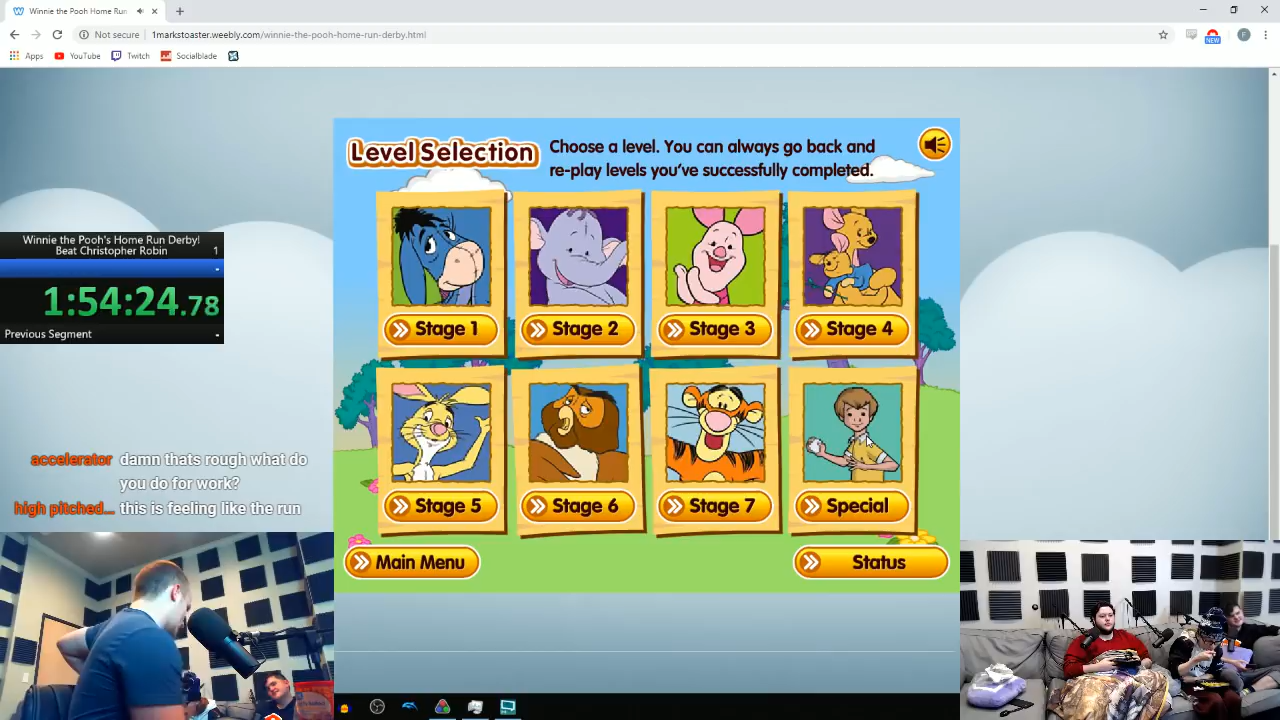 Winnie the Pooh Home Run
Not secure | 1markstoaster.weebly.com/winnie-the-pooh-home-run-derby.html
NEW
F
Apps YouTube Twitch Socialblade
Level Selection
Choose a level. You can always go back and
re-play levels you've successfully completed.
Stage 1 Stage 2 Stage 3 Stage 4
Stage 5 Stage 6 Stage 7 Special
Main Menu Status
Winnie the Pooh's Home Run Derby!
Beat Christopher Robin 1
-
1:54:24.78
Previous Segment -
accelerator damn thats rough what do
you do for work?
high pitched... this is feeling like the run